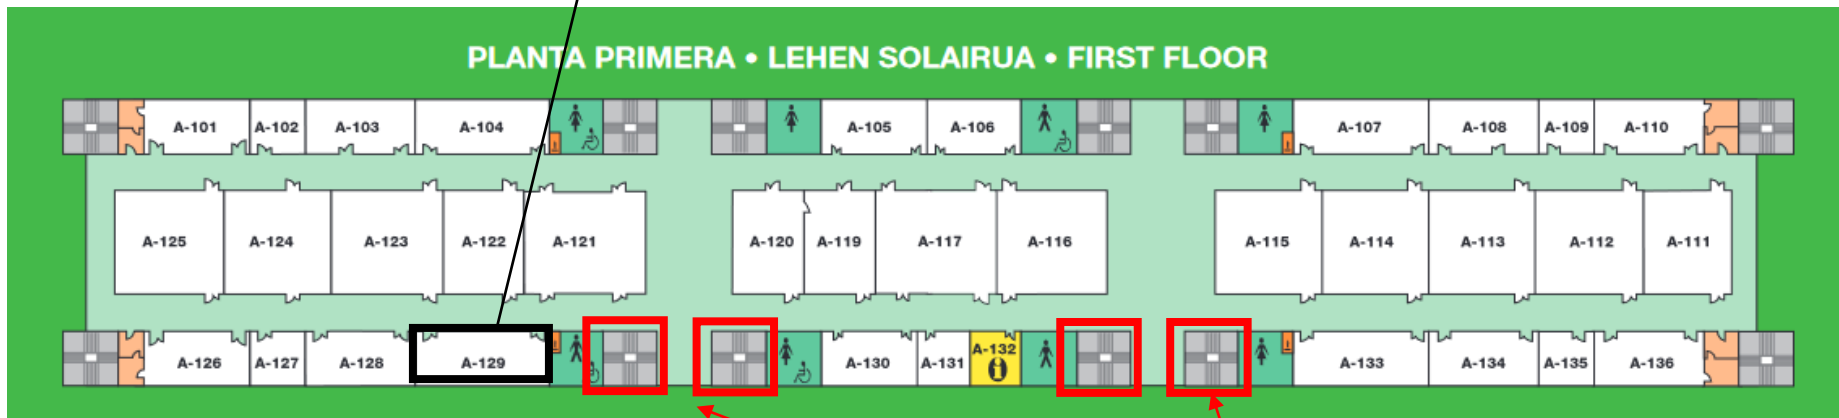 PLANTA PRIMERA • LEHEN SOLAIRUA • FIRST FLOOR
A-101 A-102 A-103 A-104 A-105 A-106 A-107 A-108 A-109 A-110
A-125 A-124 A-123 A-122 A-121 A-120 A-119 A-117 A-116 A-115 A-114 A-113 A-112 A-111
A-126 A-127 A-128 A-129 A-130 A-131 A-132 A-133 A-134 A-135 A-136